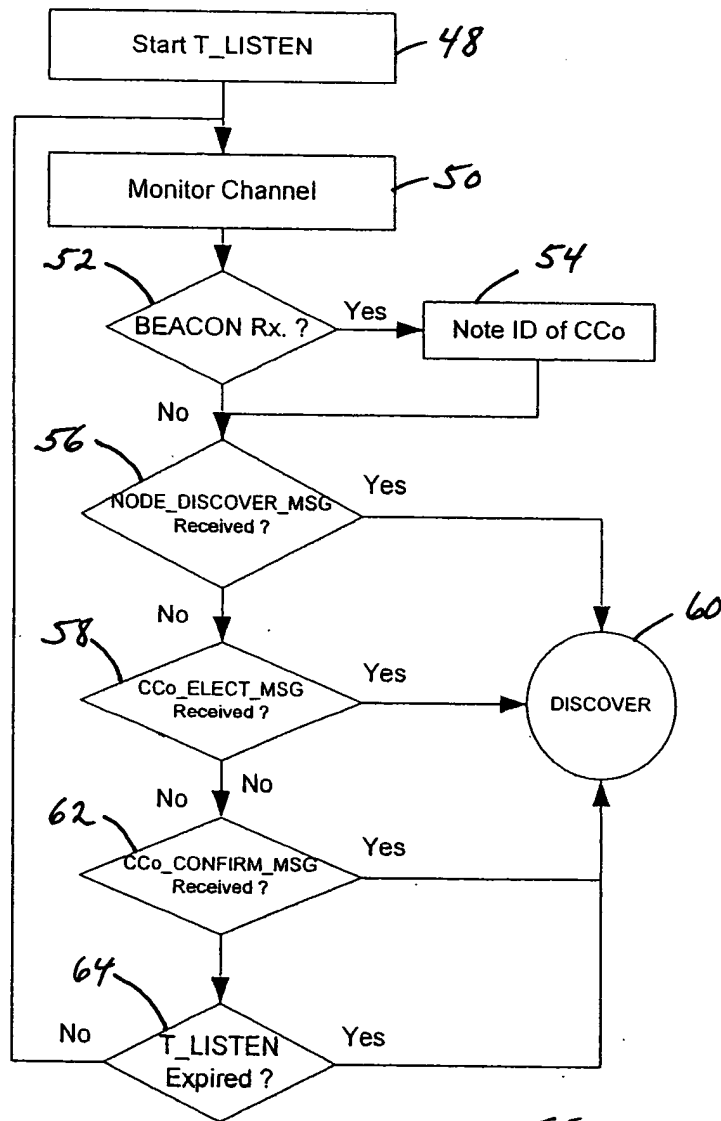 Start T_LISTEN
48
Monitor Channel
50
52
BEACON Rx. ?
Yes
54
Note ID of CCo
No
56
NODE_DISCOVER_MSG
Received ?
Yes
No
58
CCo_ELECT_MSG
Received ?
Yes
60
DISCOVER
No
No
62
CCo_CONFIRM_MSG
Received ?
Yes
64
No
T_LISTEN
Expired ?
Yes